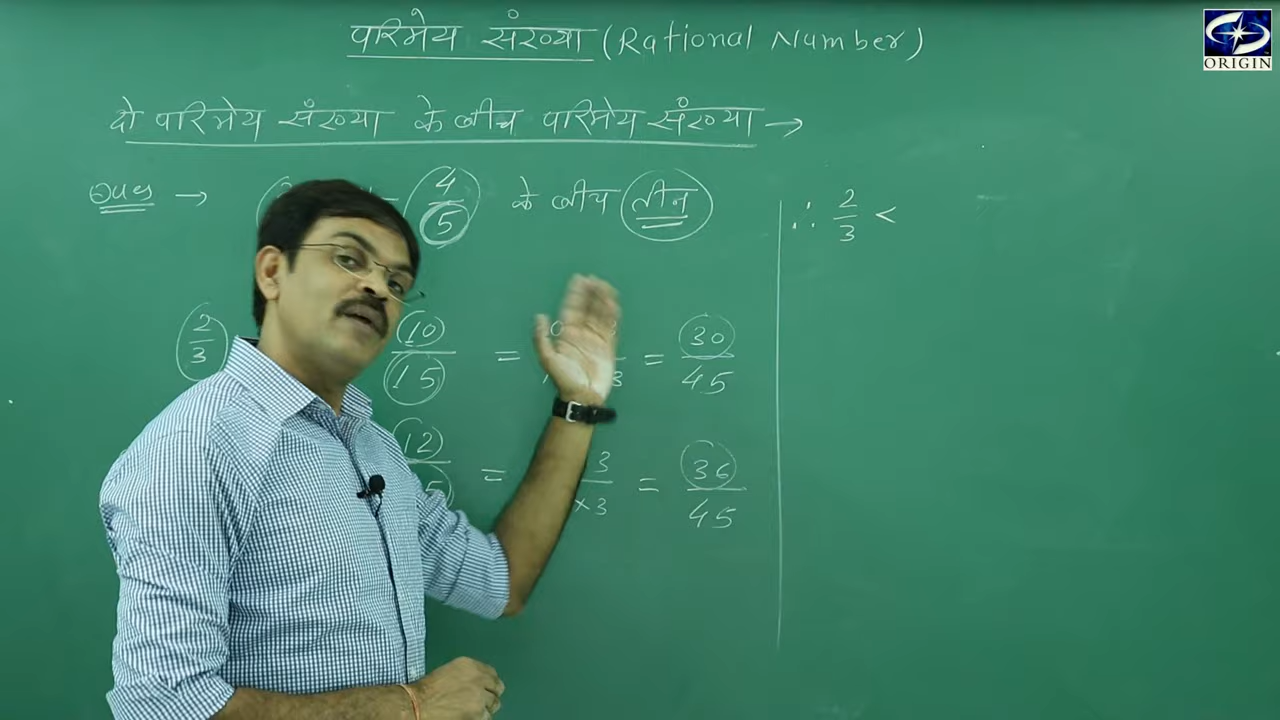 परिमेय संख्या (Rational Number)
ORIGIN
दो परिमेय संख्या के बीच परिमेय संख्या →
Ques → 4/5 के बीच तीन
∴ 2/3 <
2/3 10/15 = = 30/45
12 = 3 × 3 = 36/45